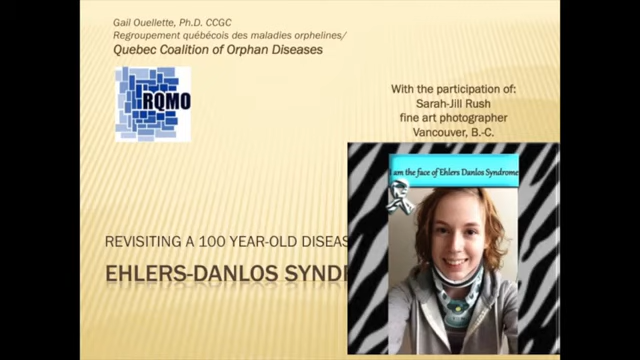 Gail Ouellette, Ph.D. CCGC
Regroupement québécois des maladies orphelines/
Quebec Coalition of Orphan Diseases
RQMO
With the participation of:
Sarah-Jill Rush
fine art photographer
Vancouver, B.-C.
I am the face of Ehlers Danlos Syndrome
REVISITING A 100 YEAR-OLD DISEAS
EHLERS-DANLOS SYND